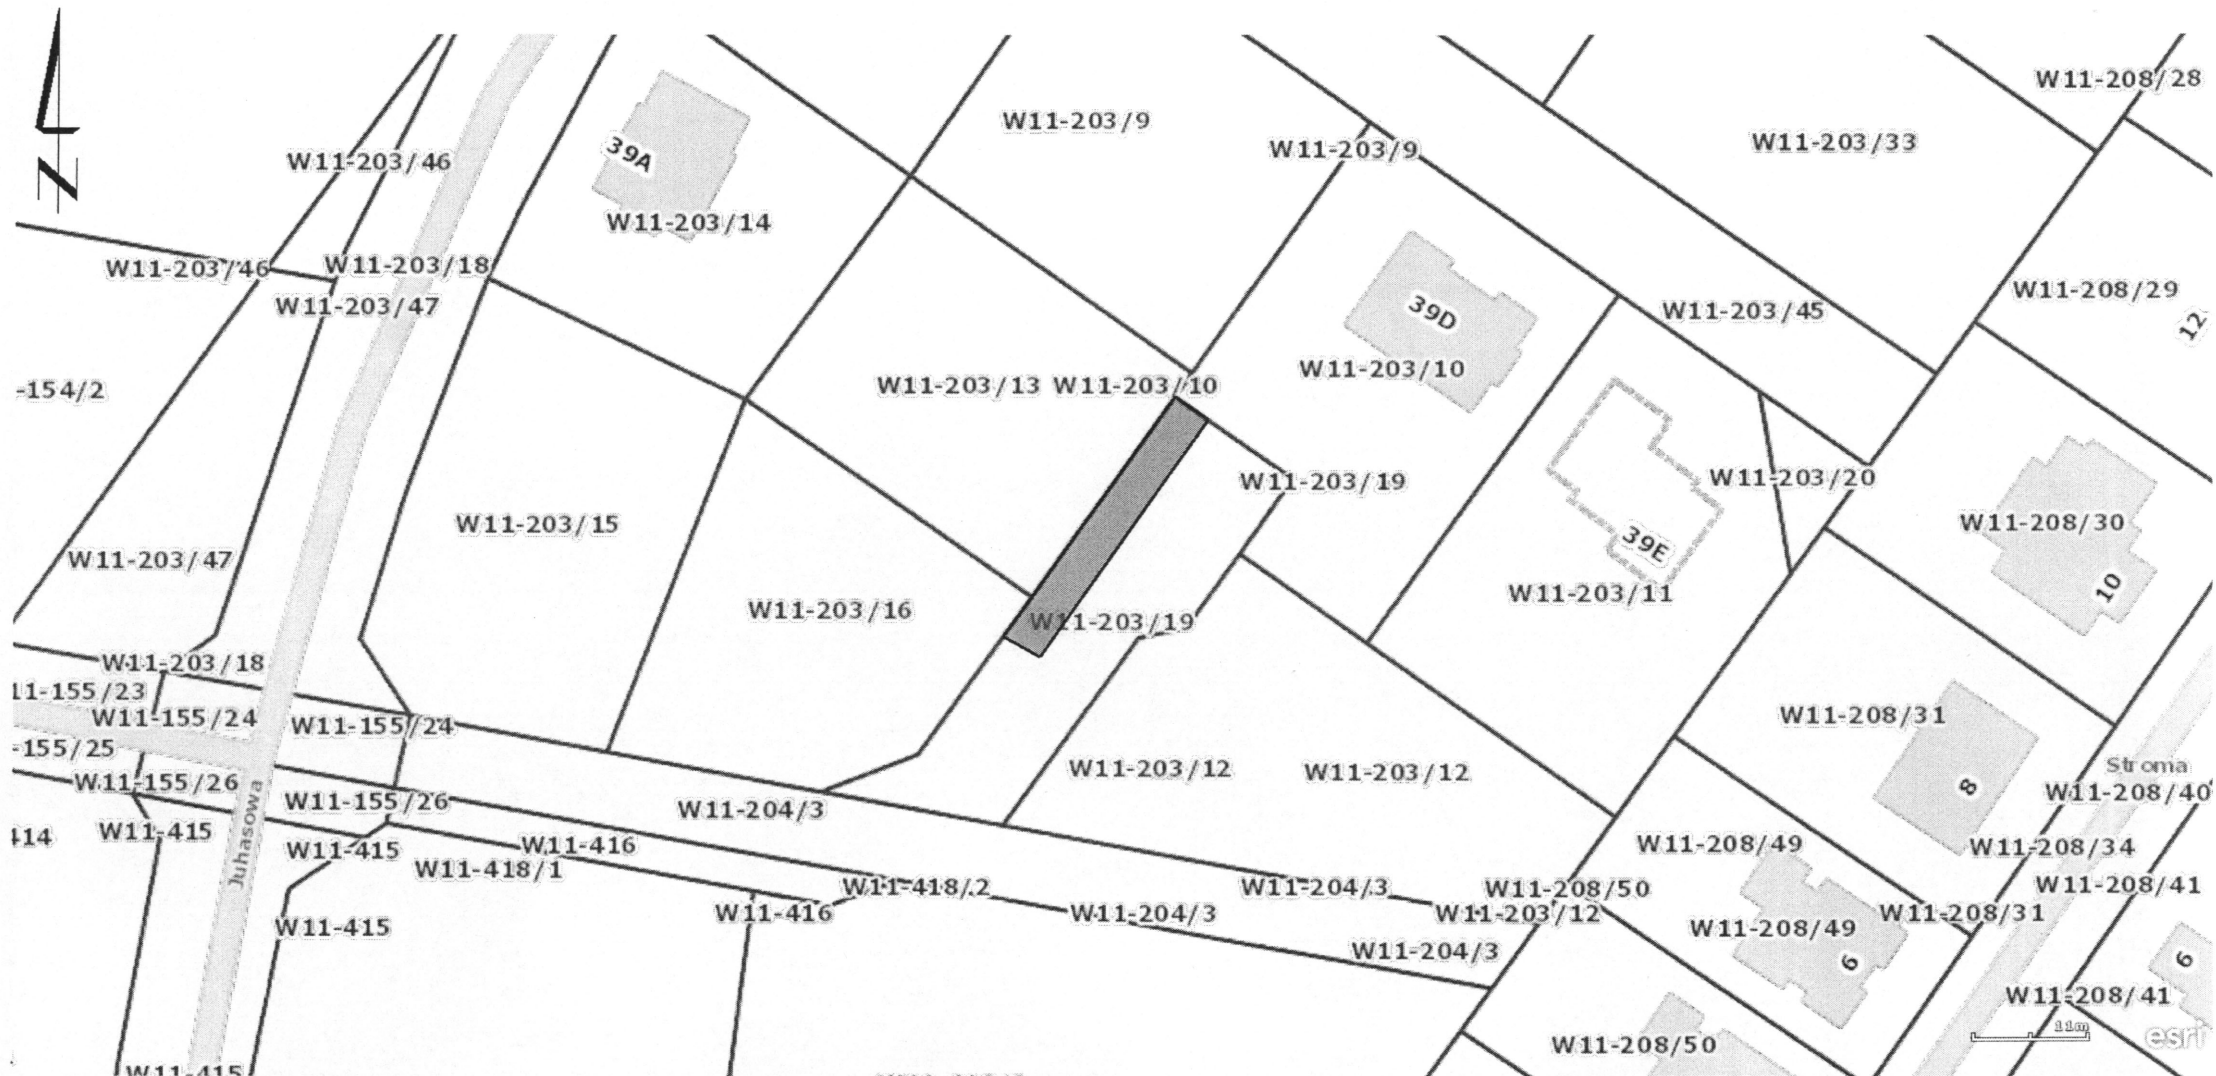 W11-208/28
W11-203/9
W11-203/33
W11-203/9
39A
W11-203/46
W11-203/14
W11-203/46
W11-203/18
W11-208/29
W11-203/47
39D
W11-203/45
12
W11-203/10
-154/2
W11-203/13
W11-203/10
W11-203/20
W11-203/19
W11-203/15
W11-208/30
39E
W11-203/47
10
W11-203/11
W11-203/16
W11-203/19
W11-203/18
11-155/23
W11-155/24
W11-155/24
W11-208/31
-155/25
Stroma
W11-203/12
W11-203/12
W11-155/26
8
W11-208/40
W11-155/26
W11-204/3
Juhasowa
W11-415
414
W11-416
W11-208/49
W11-208/34
W11-415
W11-418/1
W11-418/2
W11-204/3
W11-208/50
W11-208/41
W11-416
W11-204/3
W11-203/12
W11-208/31
W11-415
W11-208/49
W11-204/3
6
6
W11-208/41
11m
esri
W11-208/50
W11-415
N